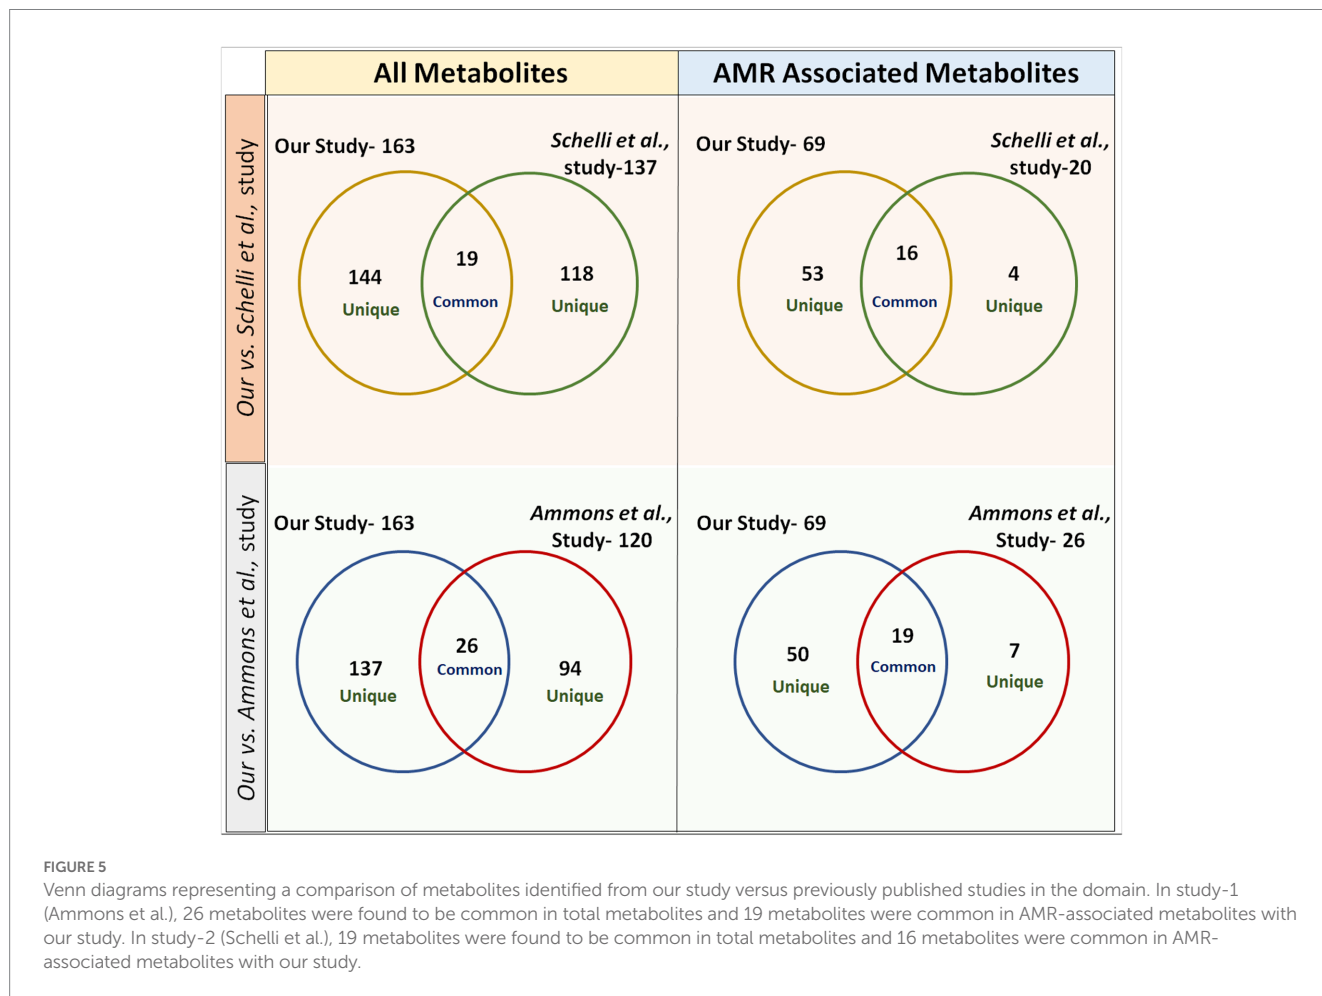 All Metabolites
AMR Associated Metabolites
Our vs. Schelli et al., study
Our Study- 163
Schelli et al.,
study-137
144
Unique
19
Common
118
Unique
Our Study- 69
Schelli et al.,
study-20
53
Unique
16
Common
4
Unique
Our vs. Ammons et al., study
Our Study- 163
Ammons et al.,
Study- 120
137
Unique
26
Common
94
Unique
Our Study- 69
Ammons et al.,
Study- 26
50
Unique
19
Common
7
Unique
FIGURE 5
Venn diagrams representing a comparison of metabolites identified from our study versus previously published studies in the domain. In study-1
(Ammons et al.), 26 metabolites were found to be common in total metabolites and 19 metabolites were common in AMR-associated metabolites with
our study. In study-2 (Schelli et al.), 19 metabolites were found to be common in total metabolites and 16 metabolites were common in AMR-
associated metabolites with our study.